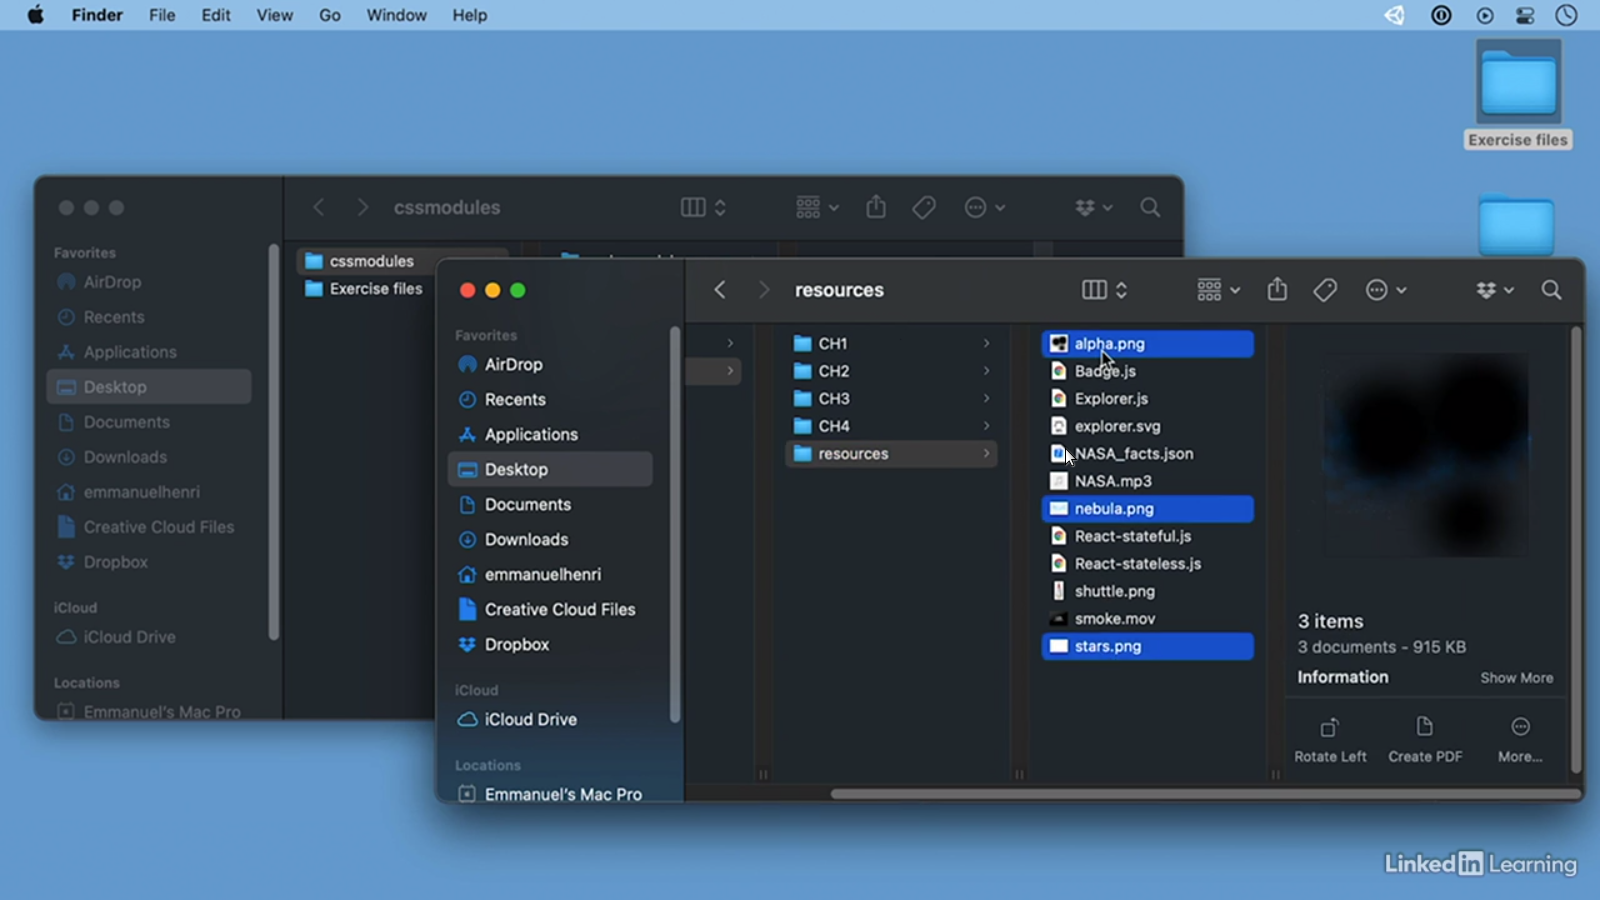 Finder File Edit View Go Window Help
Exercise files
cssmodules
Favorites
AirDrop
Recents
Applications
Desktop
Documents
Downloads
emmanuelhenri
Creative Cloud Files
Dropbox
iCloud
iCloud Drive
Locations
Emmanuel's Mac Pro
cssmodules
Exercise files
resources
Favorites
AirDrop
Recents
Applications
Desktop
Documents
Downloads
emmanuelhenri
Creative Cloud Files
Dropbox
iCloud
iCloud Drive
Locations
Emmanuel's Mac Pro
CH1
CH2
CH3
CH4
resources
alpha.png
Badge.js
Explorer.js
explorer.svg
NASA_facts.json
NASA.mp3
nebula.png
React-stateful.js
React-stateless.js
shuttle.png
smoke.mov
stars.png
3 items
3 documents - 915 KB
Information Show More
Rotate Left Create PDF More...
LinkedIn Learning